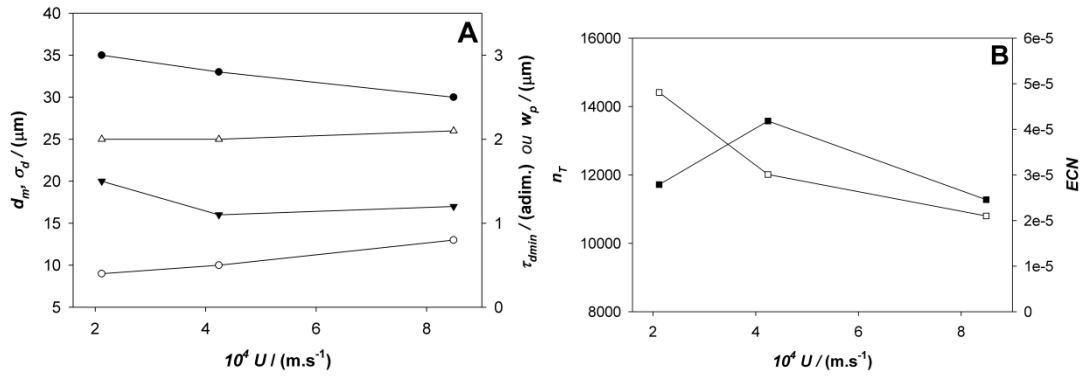 A
40
35
30
25
20
15
10
5
d_m, σ_d / (μm)
3
2
1
0
τ_dmin / (adim.) ou w_p / (μm)
2 4 6 8
10^4 U / (m.s^-1)
B
16000
14000
12000
10000
8000
n_T
6e-5
5e-5
4e-5
3e-5
2e-5
1e-5
0
ECN
2 4 6 8
10^4 U / (m.s^-1)